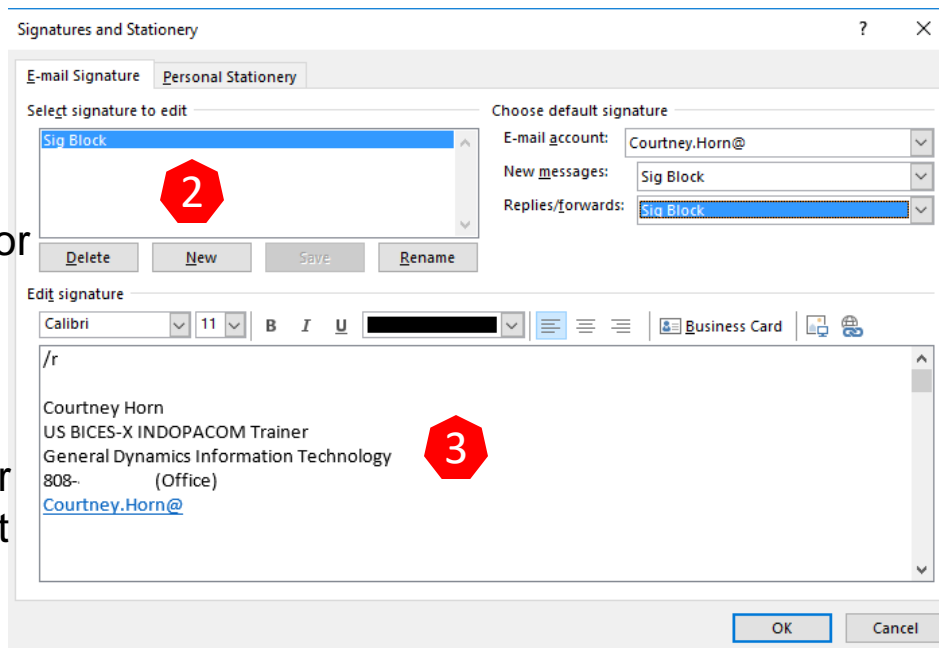 Signatures and Stationery ? ×
E-mail Signature Personal Stationery
Select signature to edit
Sig Block
2
or
Delete New Save Rename
Choose default signature
E-mail account: Courtney.Horn@
New messages: Sig Block
Replies/forwards: Sig Block
Edit signature
Calibri 11 B I U Business Card
/r
Courtney Horn
US BICES-X INDOPACOM Trainer
General Dynamics Information Technology
3
r
808- (Office)
Courtney.Horn@
t
OK Cancel